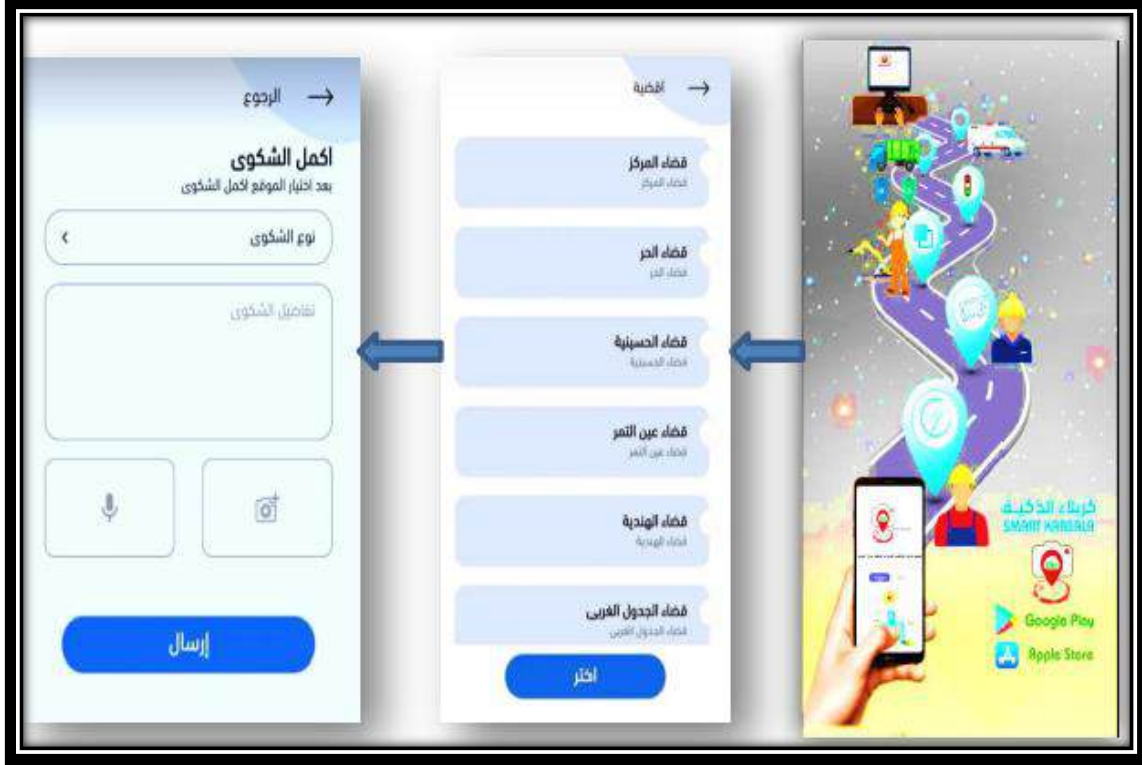 كربلاء الذكية
SMART KARBALA
Google Play
Apple Store
اقضية
قضاء المركز
قضاء المركز
قضاء الحر
قضاء الحر
قضاء الحسينية
قضاء الحسينية
قضاء عين التمر
قضاء عين التمر
قضاء الهندية
قضاء الهندية
قضاء الجدول الغربي
قضاء الجدول الغربي
اختر
الرجوع
اكمل الشكوى
بعد اختيار الموقع اكمل الشكوى
نوع الشكوى
تفاصيل الشكوى
إرسال